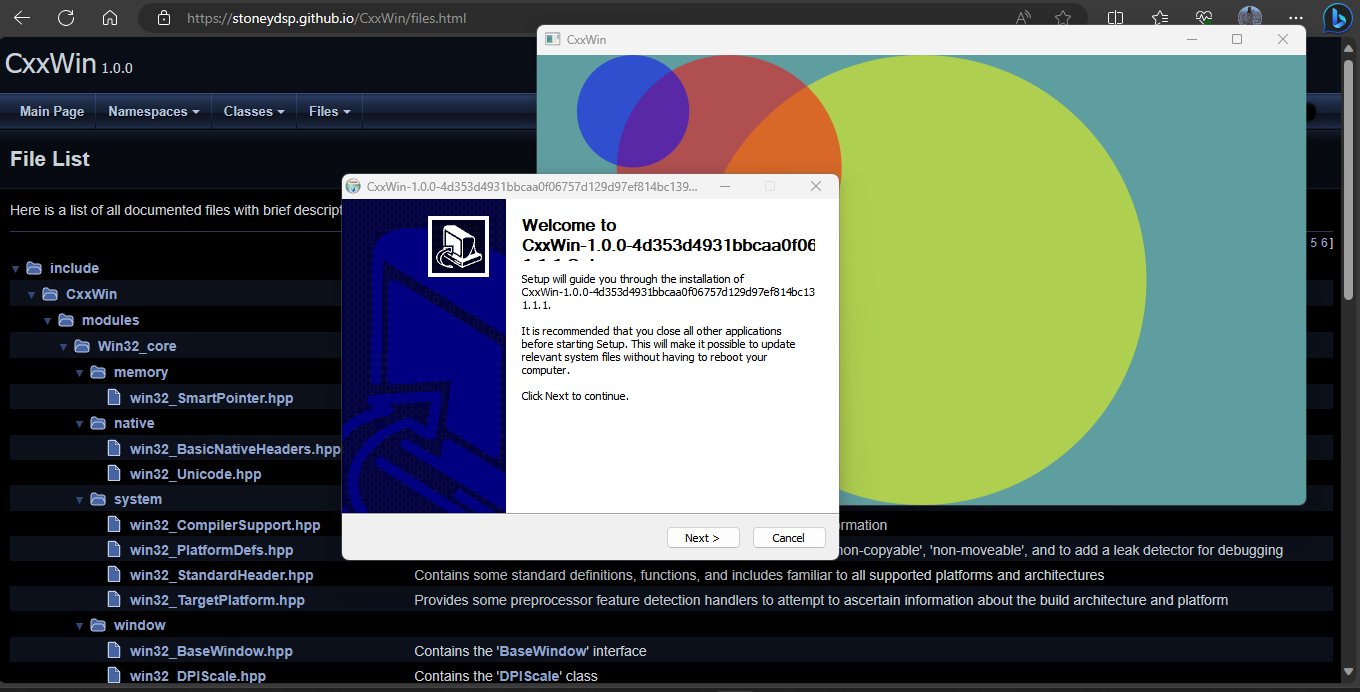 https://stoneydsp.github.io/CxxWin/files.html
CxxWin 1.0.0
Main Page Namespaces Classes Files
File List
Here is a list of all documented files with brief
5 6]
include
CxxWin
modules
Win32_core
memory
win32_SmartPointer.hpp
native
win32_BasicNativeHeaders.hpp
win32_Unicode.hpp
system
win32_CompilerSupport.hpp
win32_PlatformDefs.hpp 'non-copyable', 'non-moveable', and to add a leak detector for debugging
win32_StandardHeader.hpp Contains some standard definitions, functions, and includes familiar to all supported platforms and architectures
win32_TargetPlatform.hpp Provides some preprocessor feature detection handlers to attempt to ascertain information about the build architecture and platform
window
win32_BaseWindow.hpp Contains the 'BaseWindow' interface
win32_DPIScale.hpp Contains the 'DPIScale' class
CxxWin
CxxWin-1.0.0-4d353d4931bbcaa0f06757d129d97ef814bc139...
Welcome to
CxxWin-1.0.0-4d353d4931bbcaa0f06
Setup will guide you through the installation of
CxxWin-1.0.0-4d353d4931bbcaa0f06757d129d97ef814bc13
1.1.1.
It is recommended that you close all other applications
before starting Setup. This will make it possible to update
relevant system files without having to reboot your
computer.
Click Next to continue.
Next > Cancel